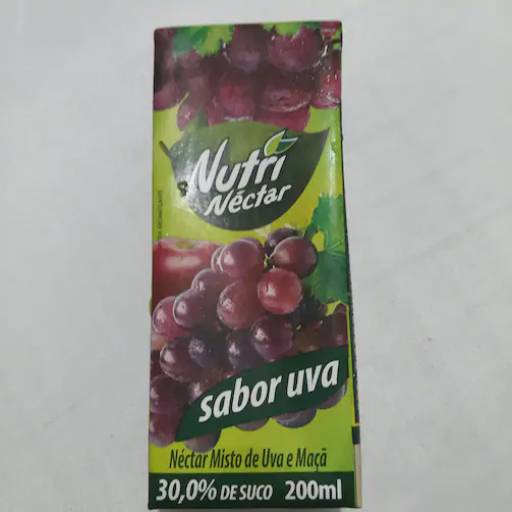 Nutri
Néctar
sabor uva
Néctar Misto de Uva e Maçã
30,0% DE SUCO 200ml